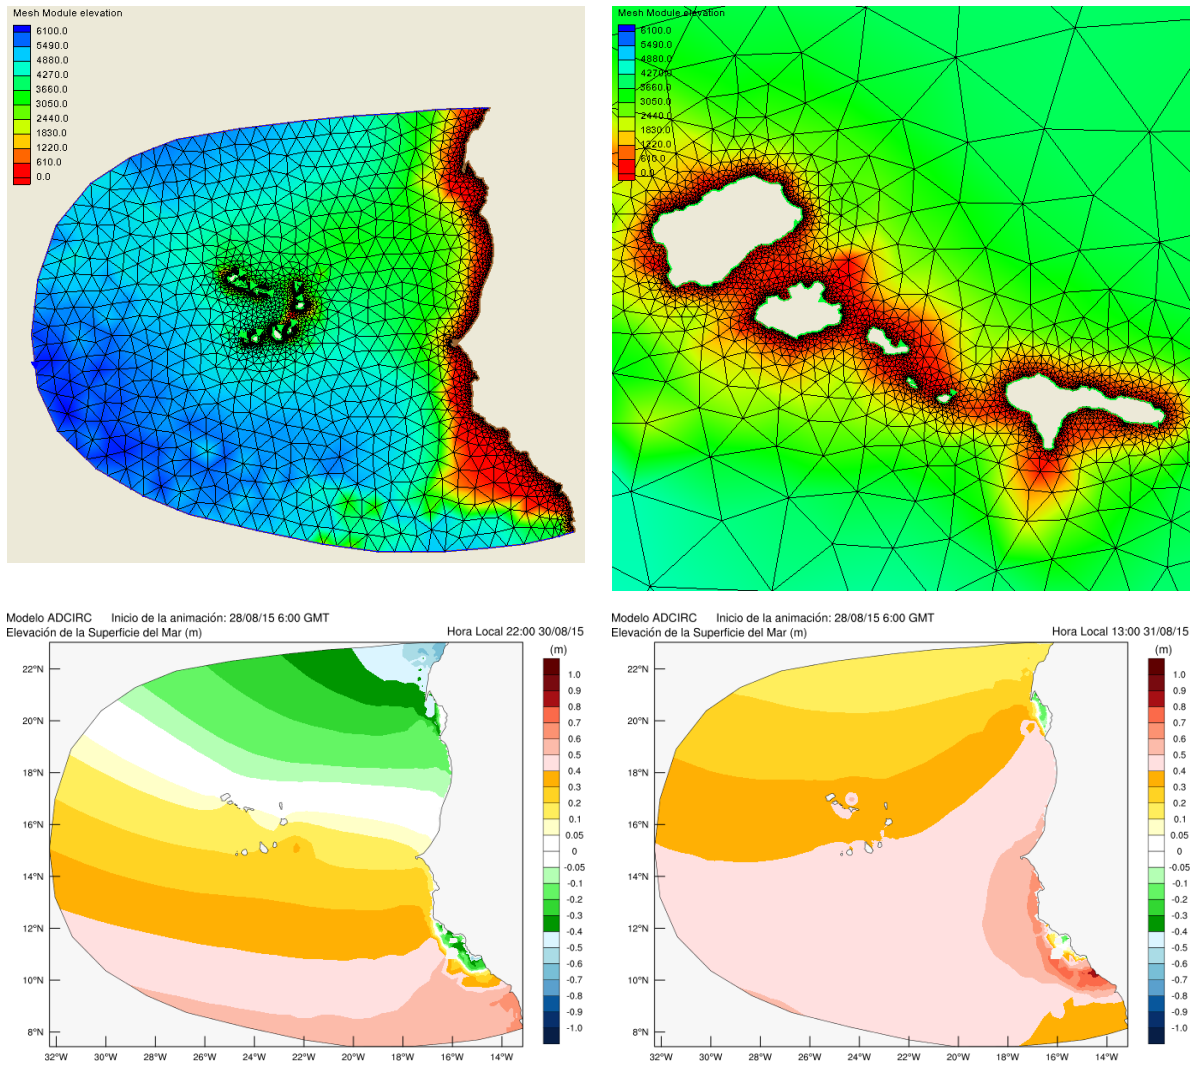 Mesh Module elevation
6100.0
5490.0
4880.0
4270.0
3660.0
3050.0
2440.0
1830.0
1220.0
610.0
0.0
Mesh Module elevation
6100.0
5490.0
4880.0
4270.0
3660.0
3050.0
2440.0
1830.0
1220.0
610.0
0.0
Modelo ADCIRC Inicio de la animación: 28/08/15 6:00 GMT
Elevación de la Superficie del Mar (m) Hora Local 22:00 30/08/15
(m)
22°N
20°N
18°N
16°N
14°N
12°N
10°N
8°N
32°W 30°W 28°W 26°W 24°W 22°W 20°W 18°W 16°W 14°W
1.0
0.9
0.8
0.7
0.6
0.5
0.4
0.3
0.2
0.1
0.05
0
-0.05
-0.1
-0.2
-0.3
-0.4
-0.5
-0.6
-0.7
-0.8
-0.9
-1.0
Modelo ADCIRC Inicio de la animación: 28/08/15 6:00 GMT
Elevación de la Superficie del Mar (m) Hora Local 13:00 31/08/15
(m)
22°N
20°N
18°N
16°N
14°N
12°N
10°N
8°N
32°W 30°W 28°W 26°W 24°W 22°W 20°W 18°W 16°W 14°W
1.0
0.9
0.8
0.7
0.6
0.5
0.4
0.3
0.2
0.1
0.05
0
-0.05
-0.1
-0.2
-0.3
-0.4
-0.5
-0.6
-0.7
-0.8
-0.9
-1.0